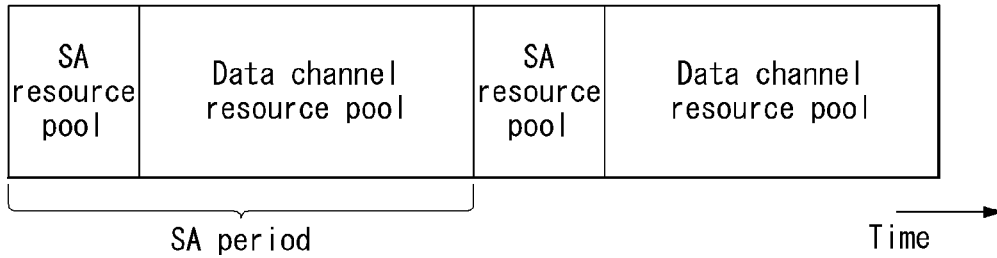 SA
resource
pool
Data channel
resource pool
SA
resource
pool
Data channel
resource pool
SA period
Time